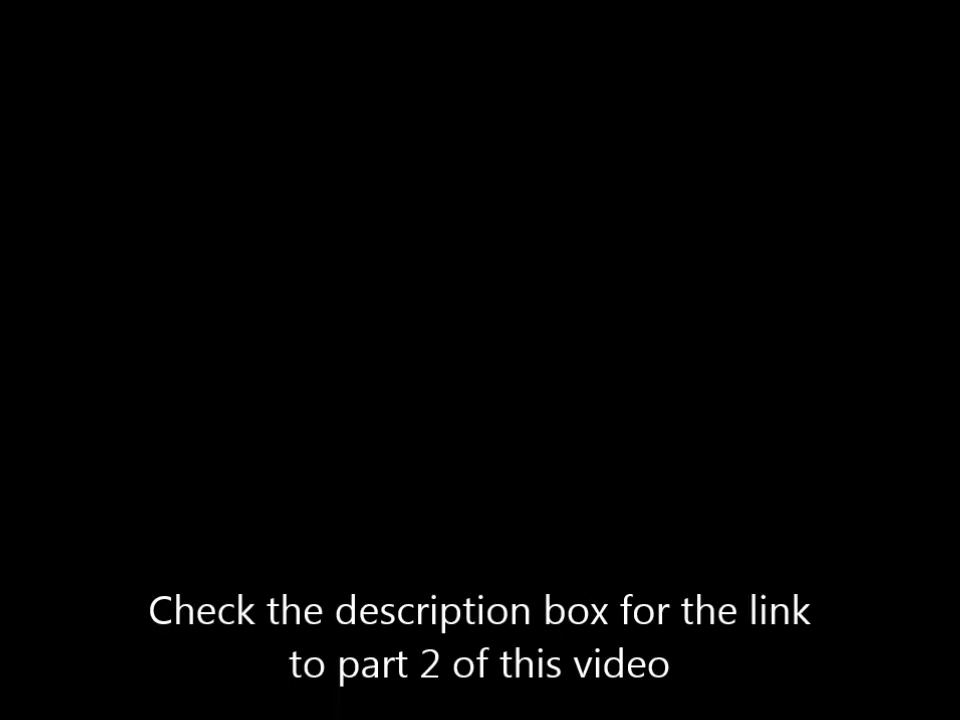 Check the description box for the link
to part 2 of this video